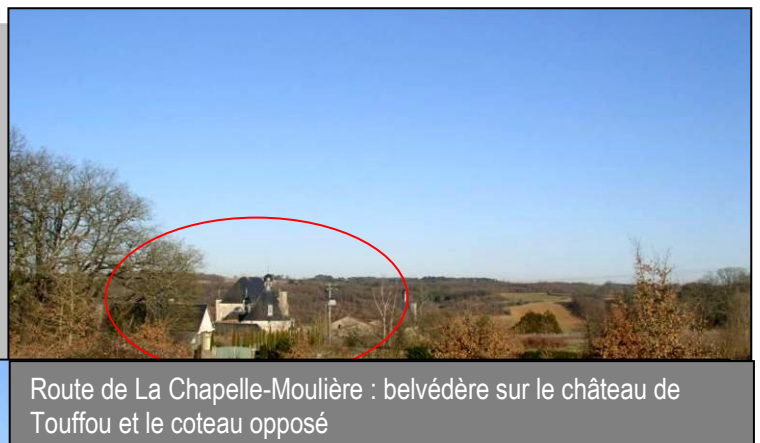 Route de La Chapelle-Moulière : belvédère sur le château de
Touffou et le coteau opposé